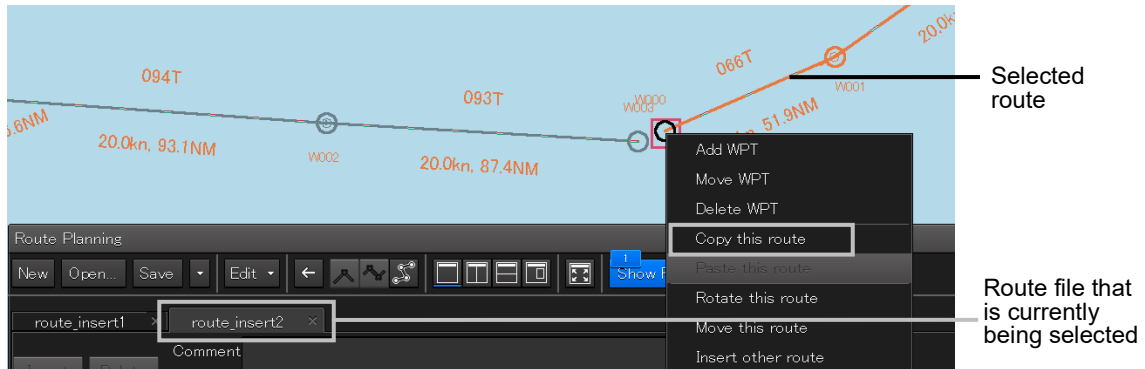 20.0kn
066T
094T
Selected
route
093T
W001
W000
51.9NM
20.0kn, 93.1NM
W002
20.0kn, 87.4NM
Add WPT
Move WPT
Delete WPT
Route Planning
Copy this route
New Open... Save Edit
1
Show
Paste this route
Rotate this route
Route file that
is currently
being selected
route_insert1 × route_insert2 ×
Move this route
Comment
Insert other route